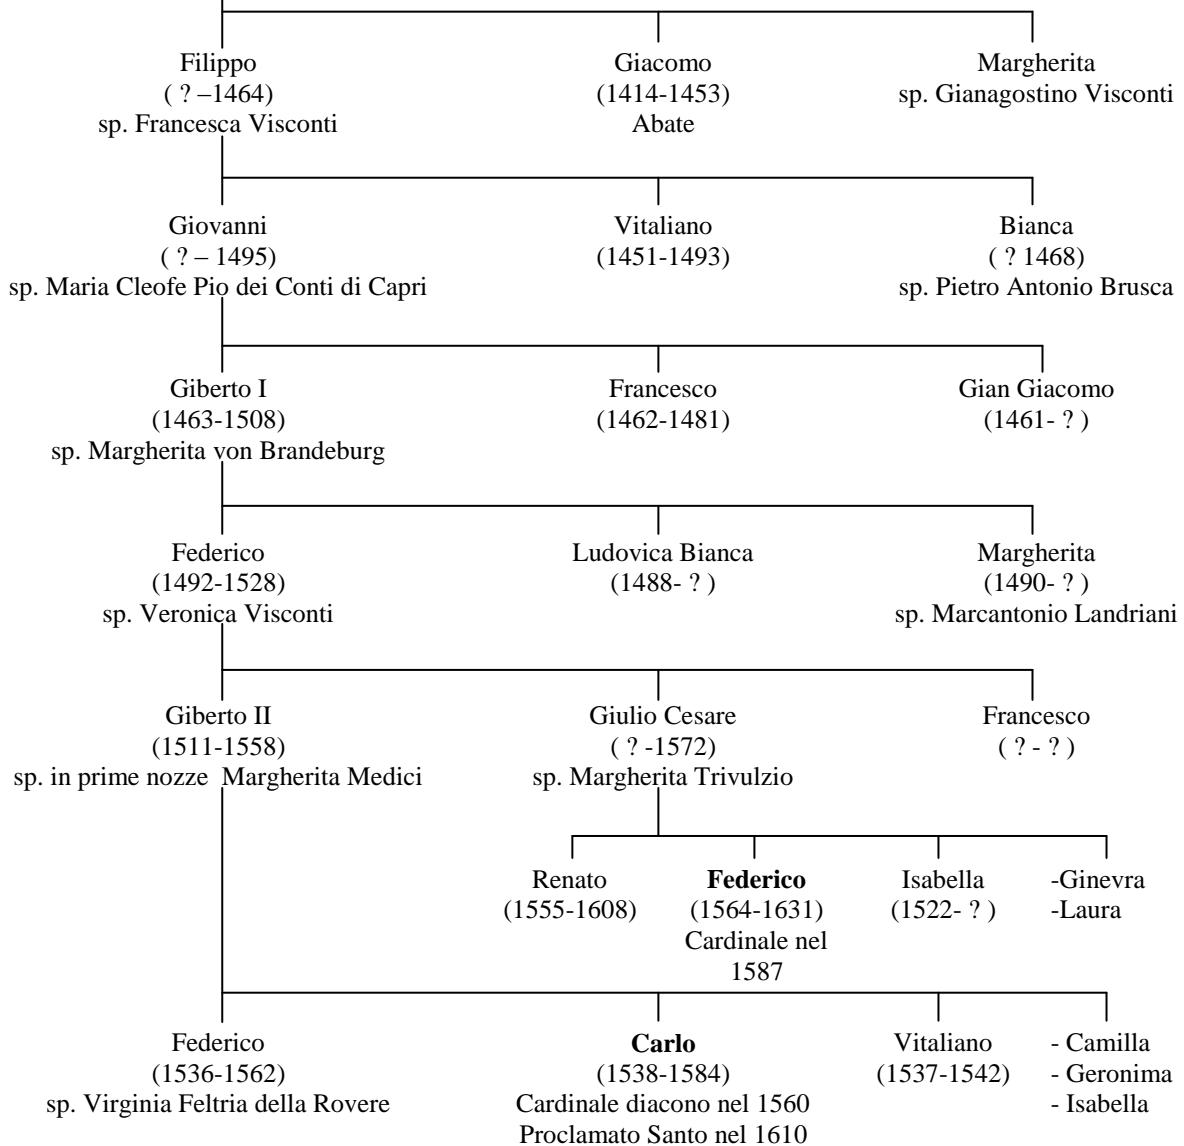 Filippo
( ? –1464)
sp. Francesca Visconti
Giacomo
(1414-1453)
Abate
Margherita
sp. Gianagostino Visconti
Giovanni
( ? – 1495)
sp. Maria Cleofe Pio dei Conti di Capri
Vitaliano
(1451-1493)
Bianca
( ? 1468)
sp. Pietro Antonio Brusca
Giberto I
(1463-1508)
sp. Margherita von Brandeburg
Francesco
(1462-1481)
Gian Giacomo
(1461- ? )
Federico
(1492-1528)
sp. Veronica Visconti
Ludovica Bianca
(1488- ? )
Margherita
(1490- ? )
sp. Marcantonio Landriani
Giberto II
(1511-1558)
sp. in prime nozze Margherita Medici
Giulio Cesare
( ? -1572)
sp. Margherita Trivulzio
Francesco
( ? - ? )
Renato
(1555-1608)
Federico
(1564-1631)
Cardinale nel
1587
Isabella
(1522- ? )
-Ginevra
-Laura
Federico
(1536-1562)
sp. Virginia Feltria della Rovere
Carlo
(1538-1584)
Cardinale diacono nel 1560
Proclamato Santo nel 1610
Vitaliano
(1537-1542)
- Camilla
- Geronima
- Isabella